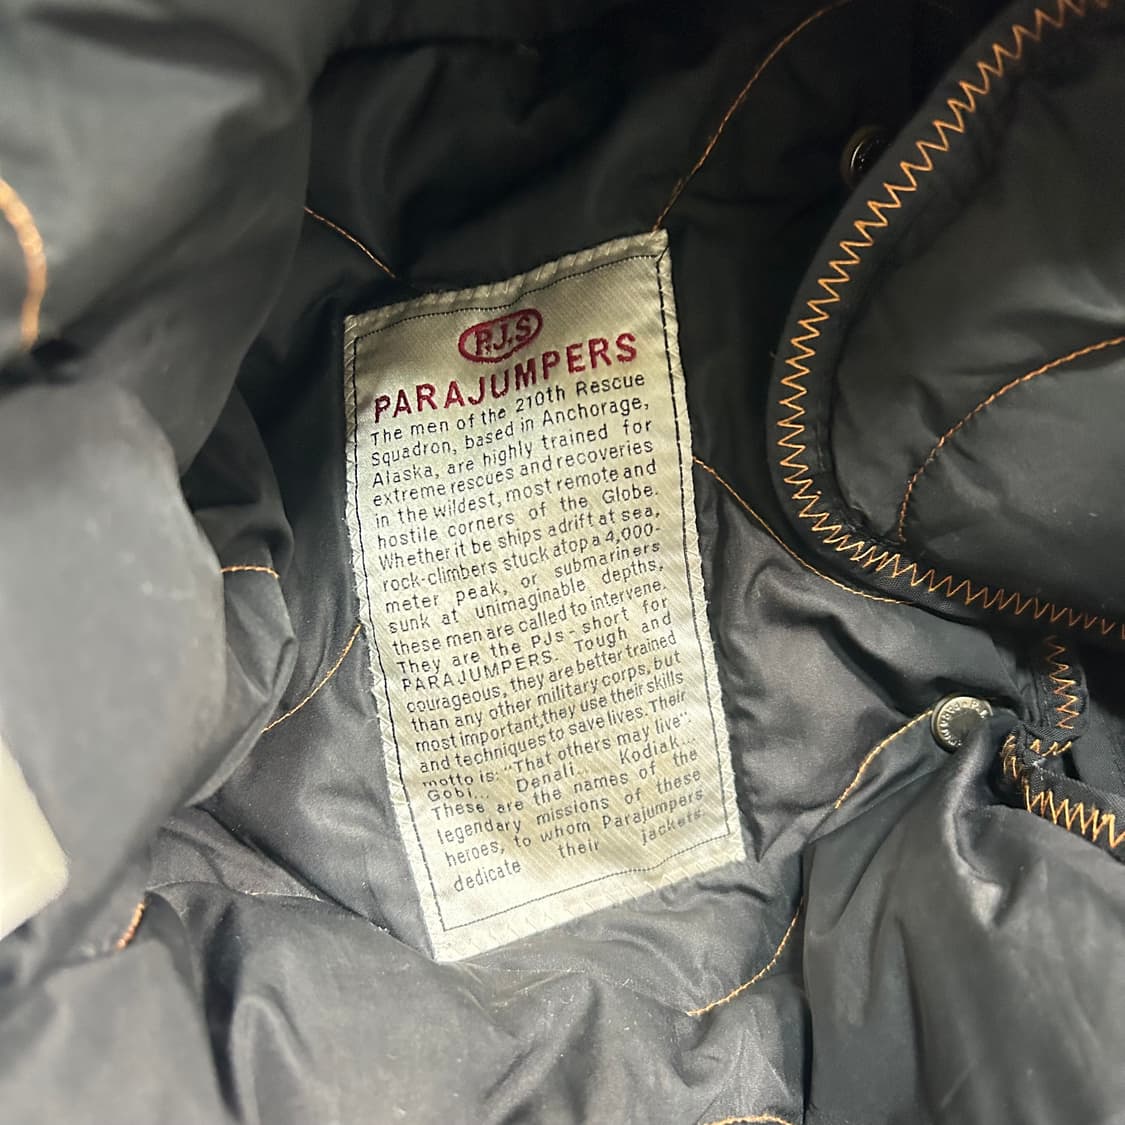 P.J.S
PARAJUMPERS
The men of the 210th Rescue
Squadron, based in Anchorage,
Alaska, are highly trained for
extreme rescues and recoveries
in the wildest, most remote and
hostile corners of the Globe.
Whether it be ships adrift at sea,
rock-climbers stuck atop a 4,000-
meter peak, or submariners
sunk at unimaginable depths,
these men are called to intervene.
They are the PJs - short for
PARAJUMPERS. Tough and
courageous, they are better trained
than any other military corps, but
most important,they use their skills
and techniques to save lives. Their
motto is: "That others may live".
Gobi... Denali... Kodiak...
These are the names of the
legendary missions of these
heroes, to whom Parajumpers
dedicate their jackets.